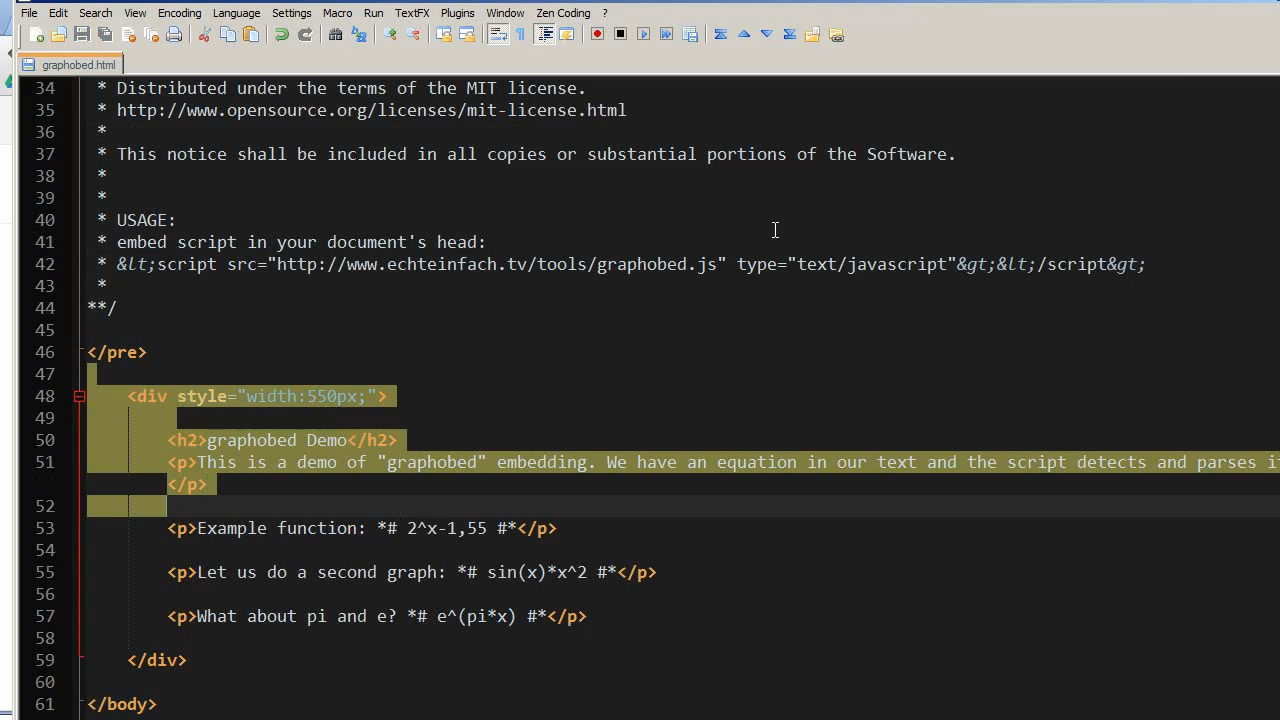 File Edit Search View Encoding Language Settings Macro Run TextFX Plugins Window Zen Coding ?
graphobed.html
34 * Distributed under the terms of the MIT license.
35 * http://www.opensource.org/licenses/mit-license.html
36 *
37 * This notice shall be included in all copies or substantial portions of the Software.
38 *
39 *
40 * USAGE:
41 * embed script in your document's head:
42 * &lt;script src="http://www.echteinfach.tv/tools/graphobed.js" type="text/javascript"&gt;&lt;/script&gt;
43 *
44 **/
45
46 </pre>
47
48 <div style="width:550px;">
49
50 <h2>graphobed Demo</h2>
51 <p>This is a demo of "graphobed" embedding. We have an equation in our text and the script detects and parses
</p>
52
53 <p>Example function: *# 2^x-1,55 #*</p>
54
55 <p>Let us do a second graph: *# sin(x)*x^2 #*</p>
56
57 <p>What about pi and e? *# e^(pi*x) #*</p>
58
59 </div>
60
61 </body>